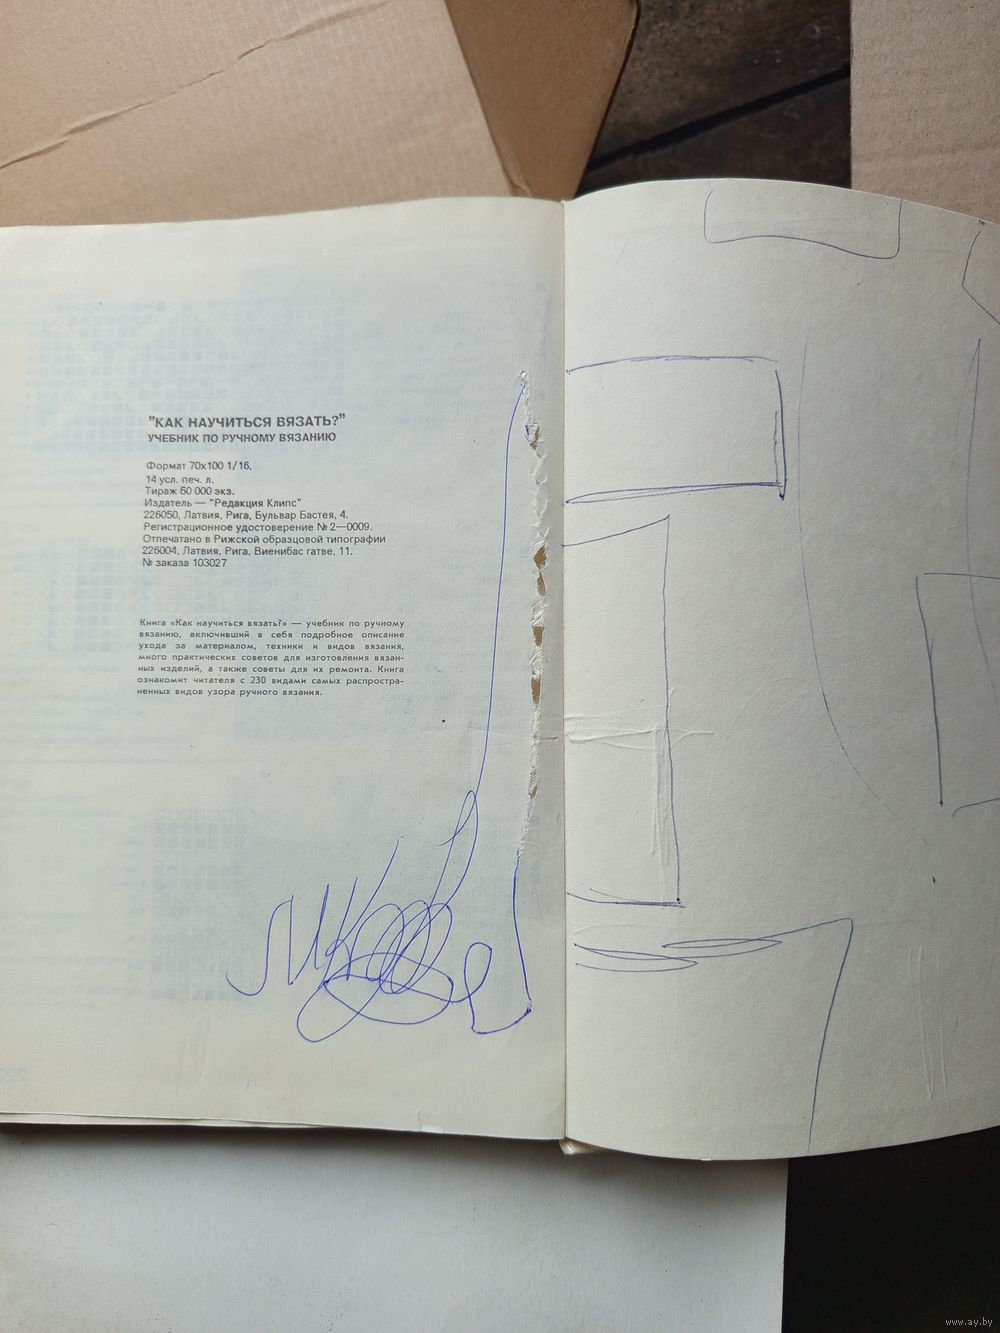 "КАК НАУЧИТЬСЯ ВЯЗАТЬ?"
УЧЕБНИК ПО РУЧНОМУ ВЯЗАНИЮ
Формат 70x100 1/16,
14 усл. печ. л.
Тираж 50 000 экз.
Издатель — "Редакция Клипс"
226050, Латвия, Рига, Бульвар Бастея, 4.
Регистрационное удостоверение № 2—0009.
Отпечатано в Рижской образцовой типографии
226004, Латвия, Рига, Виенибас гатве, 11.
№ заказа 103027
Книга «Как научиться вязать?» — учебник по ручному
вязанию, включивший в себя подробное описание
ухода за материалом, техники и видов вязания,
много практических советов для изготовления вязан-
ных изделий, а также советы для их ремонта. Книга
ознакомит читателя с 230 видами самых распростра-
ненных видов узора ручного вязания.
www.ay.by